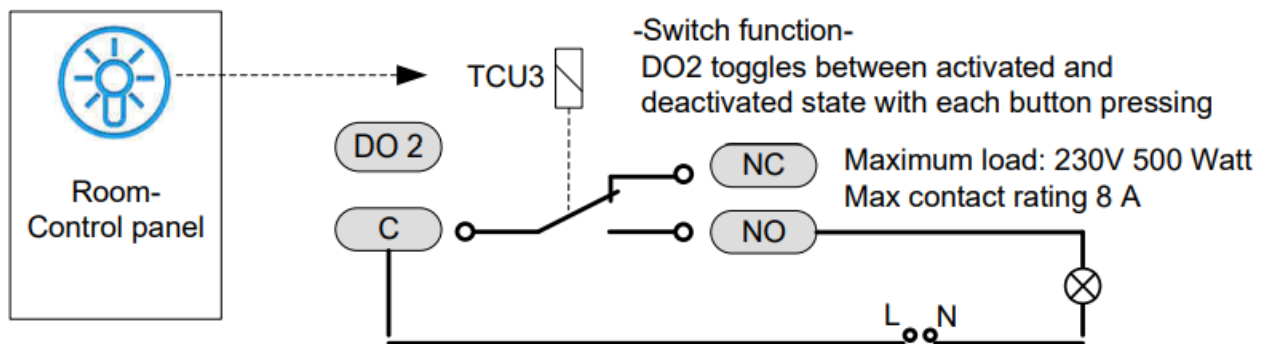 -Switch function-
DO2 toggles between activated and
deactivated state with each button pressing
TCU3
DO 2
NC
Maximum load: 230V 500 Watt
Max contact rating 8 A
Room-
Control panel
C
NO
L
N